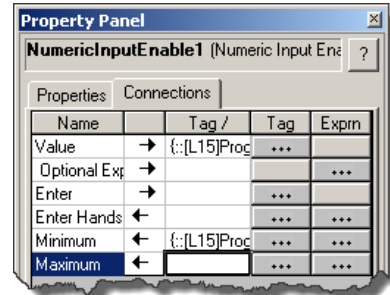 Property Panel
NumericInputEnable1 (Numeric Input Ena ?
Properties Connections
Name Tag / Tag Exprn
Value → {::[L15]Prog ...
Optional Exp ...
Enter → ...
Enter Hands ← ...
Minimum ← {::[L15]Prog ... ...
Maximum ← ... ...